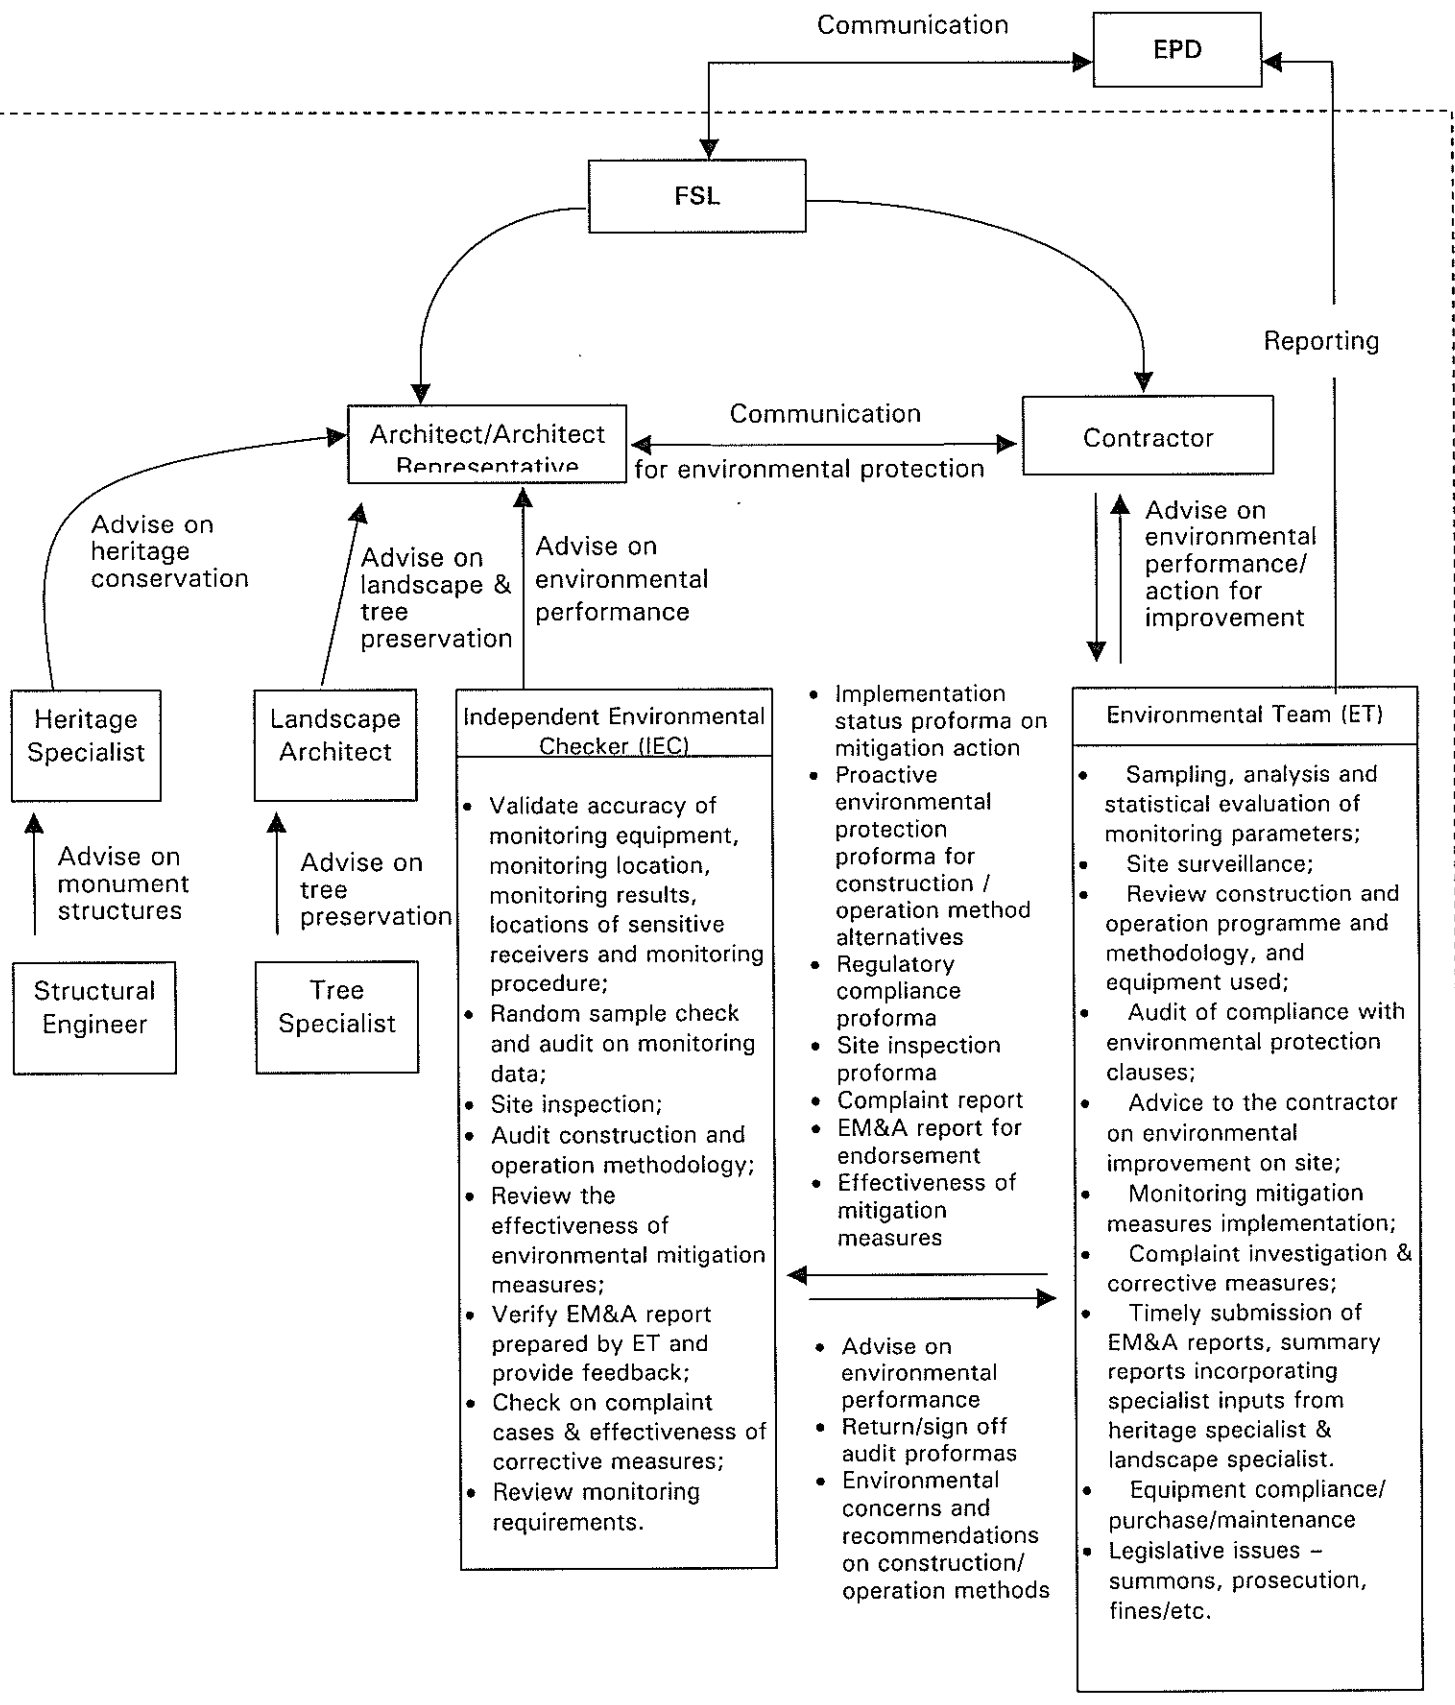 Communication
EPD
FSL
Reporting
Architect/Architect
Representative
Communication
for environmental protection
Contractor
Advise on
heritage
conservation
Advise on
landscape &
tree
preservation
Advise on
environmental
performance
Advise on
environmental
performance/
action for
improvement
Heritage
Specialist
Landscape
Architect
Advise on
monument
structures
Advise on
tree
preservation
Structural
Engineer
Tree
Specialist
Independent Environmental
Checker (IEC)
• Validate accuracy of
monitoring equipment,
monitoring location,
monitoring results,
locations of sensitive
receivers and monitoring
procedure;
• Random sample check
and audit on monitoring
data;
• Site inspection;
• Audit construction and
operation methodology;
• Review the
effectiveness of
environmental mitigation
measures;
• Verify EM&A report
prepared by ET and
provide feedback;
• Check on complaint
cases & effectiveness of
corrective measures;
• Review monitoring
requirements.
• Implementation
status proforma on
mitigation action
• Proactive
environmental
protection
proforma for
construction /
operation method
alternatives
• Regulatory
compliance
proforma
• Site inspection
proforma
• Complaint report
• EM&A report for
endorsement
• Effectiveness of
mitigation
measures
• Advise on
environmental
performance
• Return/sign off
audit proformas
• Environmental
concerns and
recommendations
on construction/
operation methods
Environmental Team (ET)
• Sampling, analysis and
statistical evaluation of
monitoring parameters;
• Site surveillance;
• Review construction and
operation programme and
methodology, and
equipment used;
• Audit of compliance with
environmental protection
clauses;
• Advice to the contractor
on environmental
improvement on site;
• Monitoring mitigation
measures implementation;
• Complaint investigation &
corrective measures;
• Timely submission of
EM&A reports, summary
reports incorporating
specialist inputs from
heritage specialist &
landscape specialist.
• Equipment compliance/
purchase/maintenance
• Legislative issues –
summons, prosecution,
fines/etc.